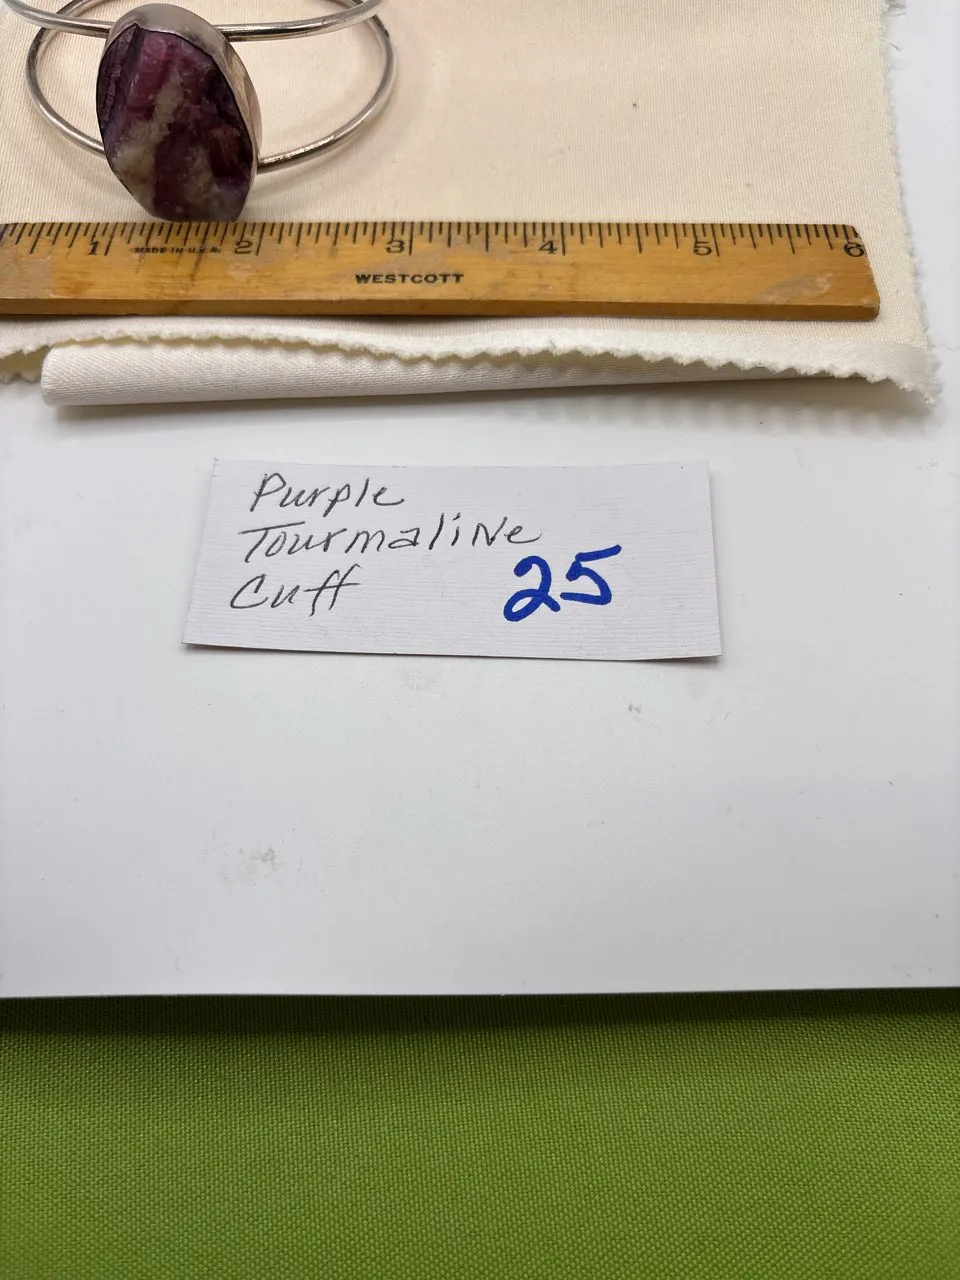 1 2 3 4 5 6
MADE IN U.S.A.
WESTCOTT
Purple
Tourmaline
Cuff 25